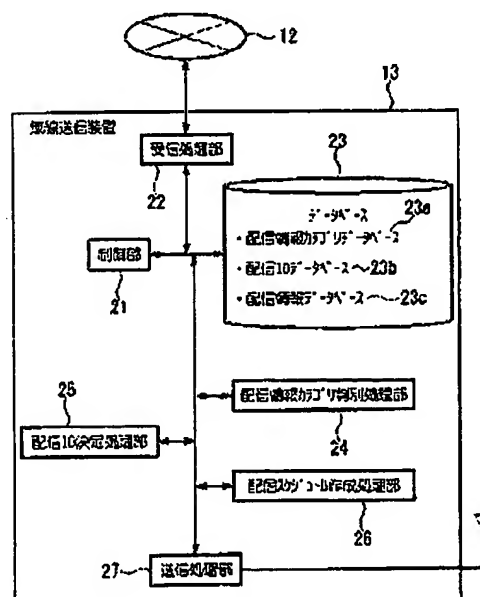 12
13
無線送信装置
受信処理部
22
23
データベース
・配信情報カテゴリデータベース
23a
・配信IDデータベース〜23b
・配信情報データベース〜23c
制御部
21
配信情報カテゴリ判別処理部
24
25
配信ID決定処理部
配信スケジュール作成処理部
26
27
送信処理部